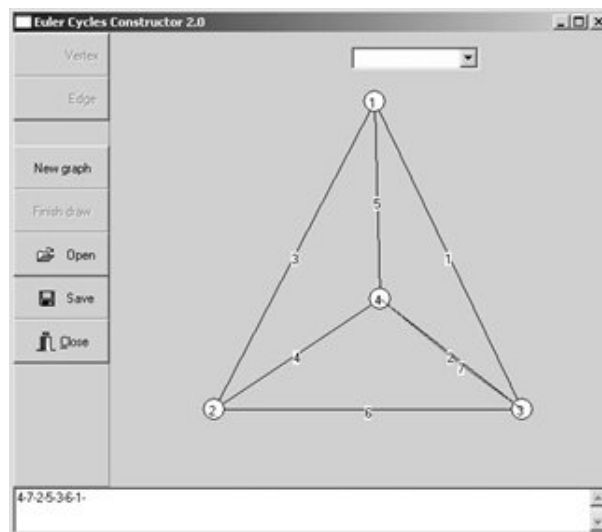 Euler Cycles Constructor 2.0
Vertex
Edge
New graph
Finish draw
Open
Save
Close
1
5
3
1
4
4
2
7
2
6
3
4-7-2-5-3-6-1-